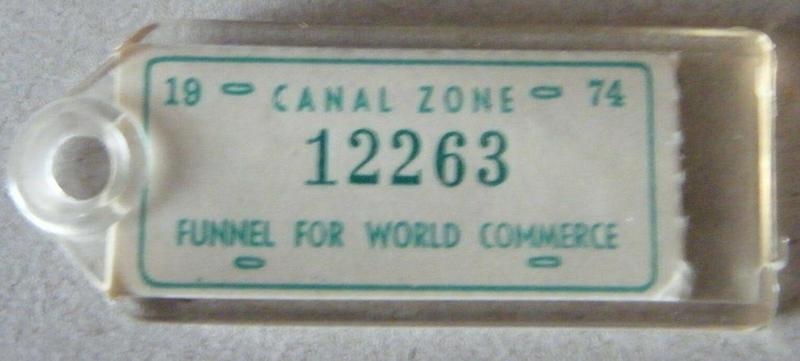 19 CANAL ZONE 74
12263
FUNNEL FOR WORLD COMMERCE